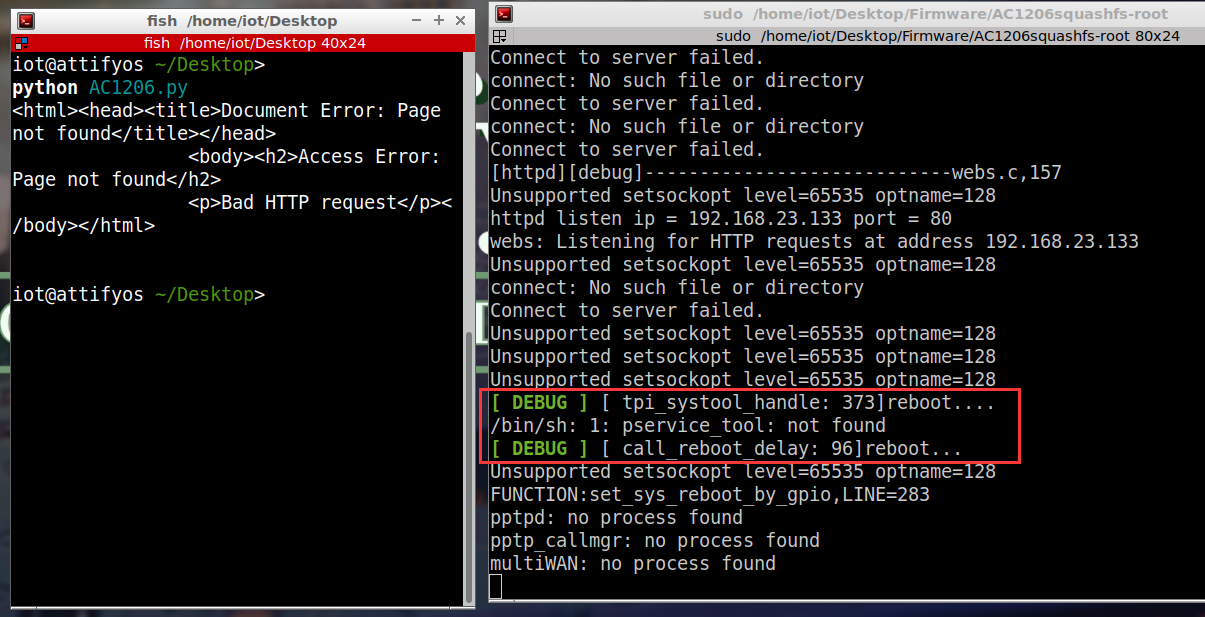 fish /home/iot/Desktop
fish /home/iot/Desktop 40x24
iot@attifyos ~/Desktop>
python AC1206.py
<html><head><title>Document Error: Page
not found</title></head>
<body><h2>Access Error:
Page not found</h2>
<p>Bad HTTP request</p><
/body></html>
iot@attifyos ~/Desktop>
sudo /home/iot/Desktop/Firmware/AC1206squashfs-root
sudo /home/iot/Desktop/Firmware/AC1206squashfs-root 80x24
Connect to server failed.
connect: No such file or directory
Connect to server failed.
connect: No such file or directory
Connect to server failed.
[httpd][debug]----------------------------webs.c,157
Unsupported setsockopt level=65535 optname=128
httpd listen ip = 192.168.23.133 port = 80
webs: Listening for HTTP requests at address 192.168.23.133
Unsupported setsockopt level=65535 optname=128
connect: No such file or directory
Connect to server failed.
Unsupported setsockopt level=65535 optname=128
Unsupported setsockopt level=65535 optname=128
Unsupported setsockopt level=65535 optname=128
[ DEBUG ] [ tpi_systool_handle: 373]reboot....
/bin/sh: 1: pservice_tool: not found
[ DEBUG ] [ call_reboot_delay: 96]reboot...
Unsupported setsockopt level=65535 optname=128
FUNCTION:set_sys_reboot_by_gpio,LINE=283
pptpd: no process found
pptp_callmgr: no process found
multiWAN: no process found